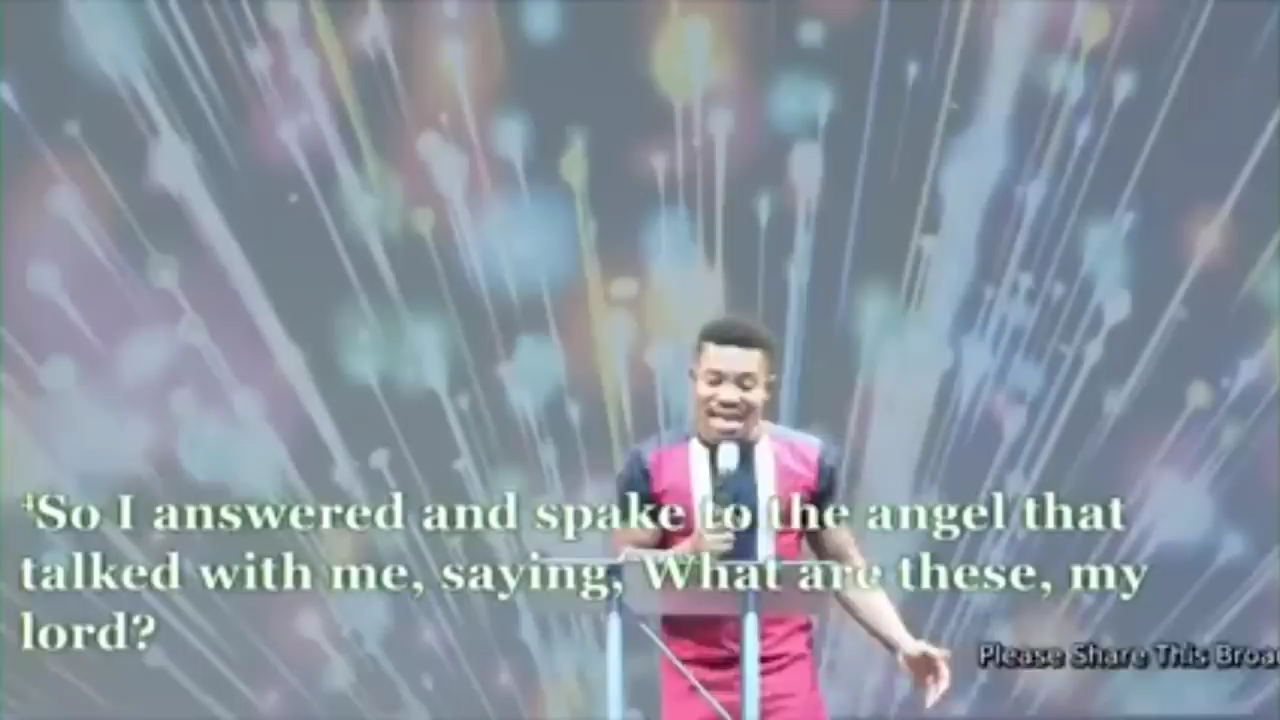 ⁴So I answered and spake to the angel that
talked with me, saying, What are these, my
lord?
Please Share This Broa